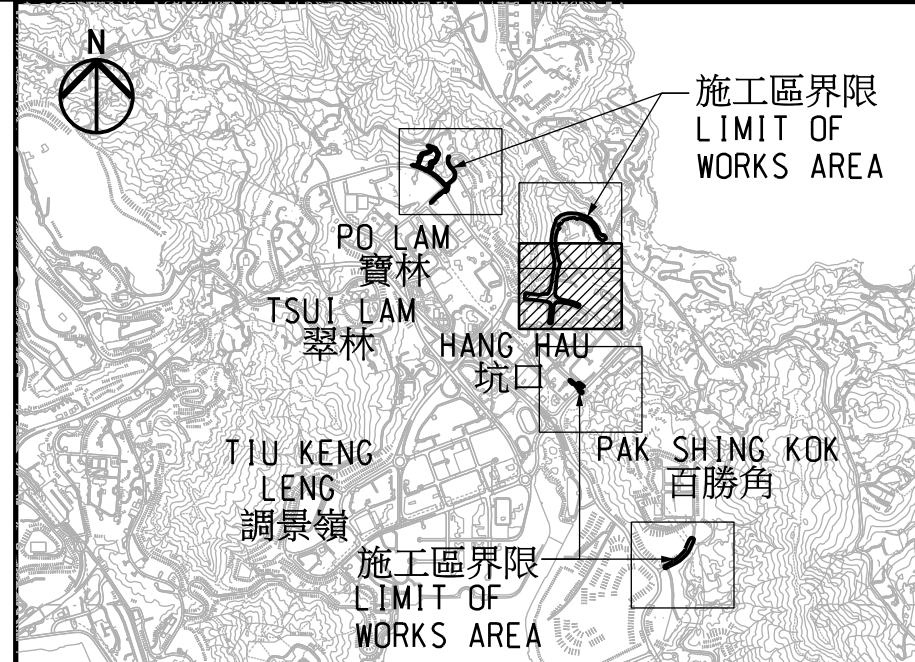 N
施工區界限
LIMIT OF
WORKS AREA
PO LAM
寶林
TSUI LAM
翠林
HANG HAU
坑口
TIU KENG
LENG
調景嶺
PAK SHING KOK
百勝角
施工區界限
LIMIT OF
WORKS AREA